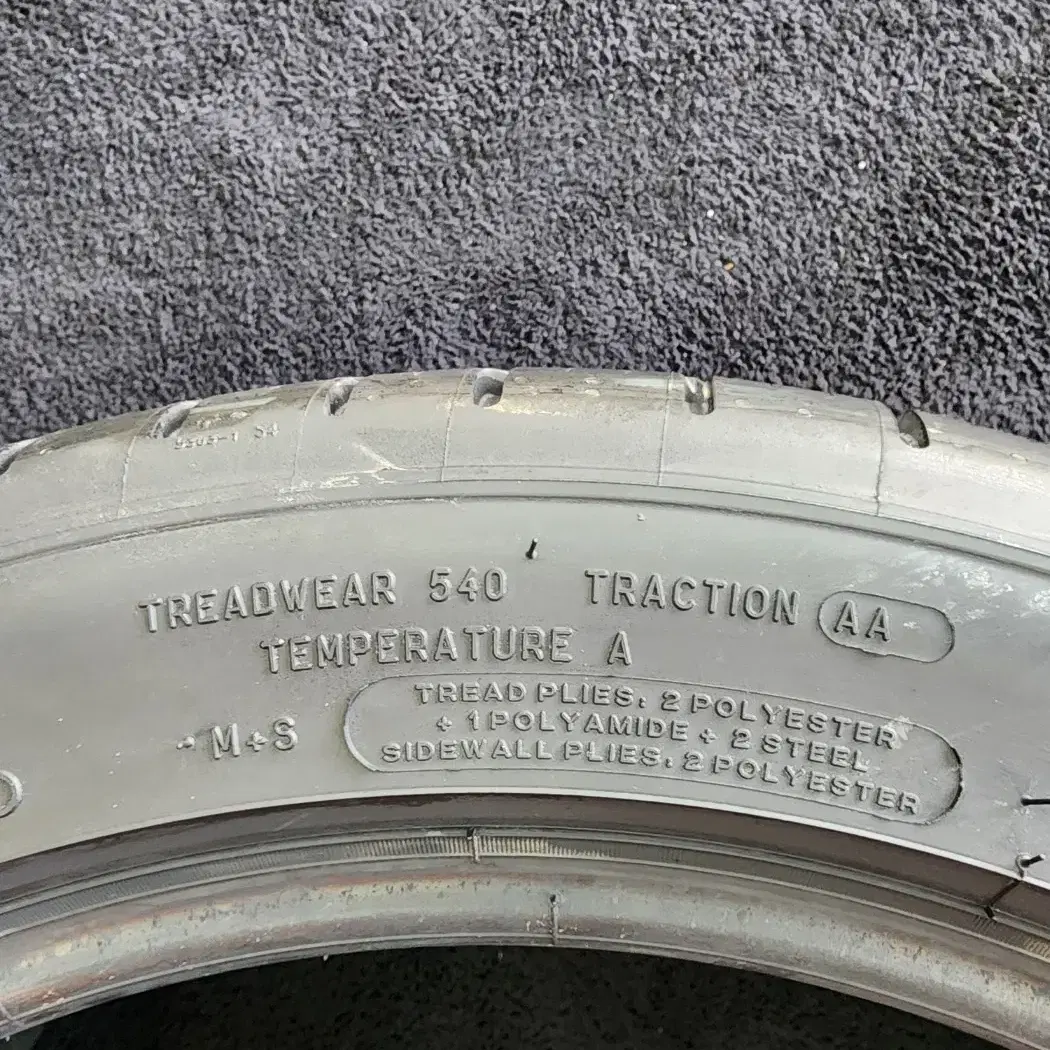 TREADWEAR 540 TRACTION AA
TEMPERATURE A
M+S
TREAD PLIES: 2 POLYESTER
+ 1 POLYAMIDE + 2 STEEL
SIDEWALL PLIES: 2 POLYESTER